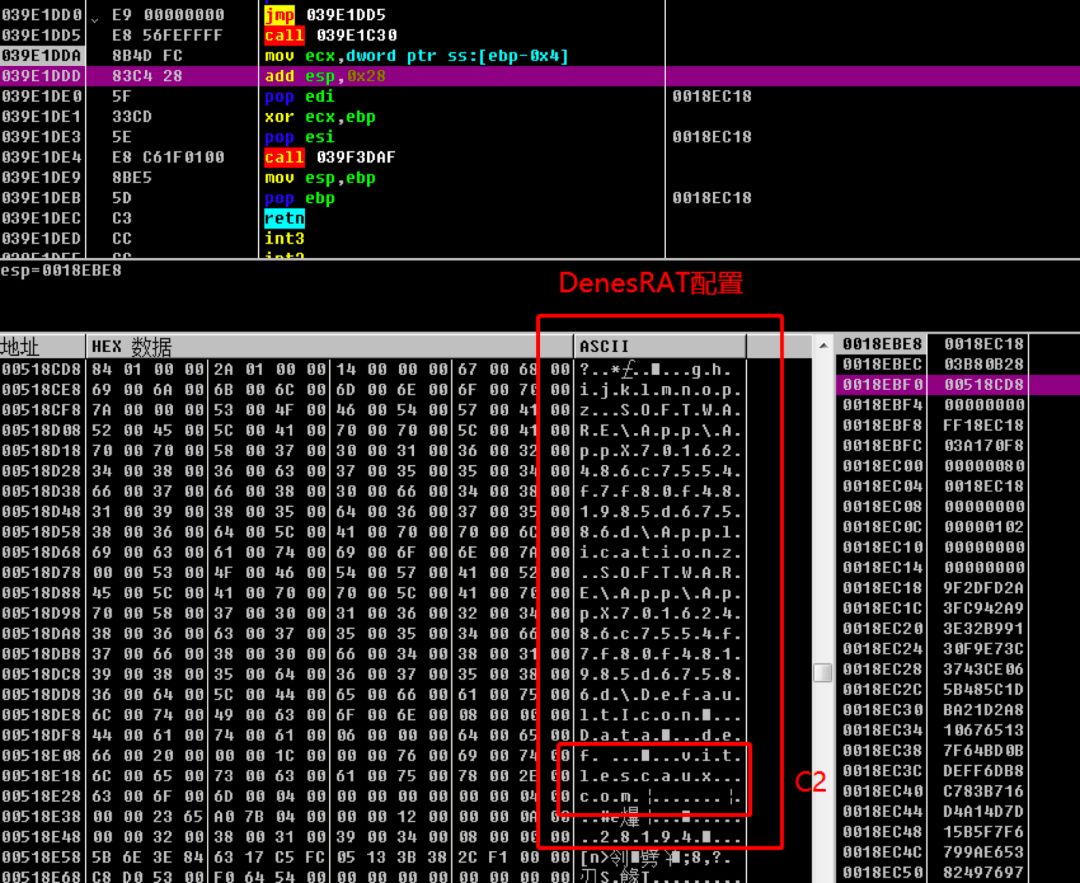 039E1DD0 E9 00000000 jmp 039E1DD5
039E1DD5 E8 56FEFFFF call 039E1C30
039E1DDA 8B4D FC mov ecx,dword ptr ss:[ebp-0x4]
039E1DDD 83C4 28 add esp,0x28
039E1DE0 5F pop edi 0018EC18
039E1DE1 33CD xor ecx,ebp
039E1DE3 5E pop esi 0018EC18
039E1DE4 E8 C61F0100 call 039F3DAF
039E1DE9 8BE5 mov esp,ebp
039E1DEB 5D pop ebp 0018EC18
039E1DEC C3 retn
039E1DED CC int3
esp=0018EBE8
DenesRAT配置
地址 HEX 数据 ASCII 0018EBE8 0018EC18
00518CD8 84 01 00 00 2A 01 00 00 14 00 00 00 67 00 68 00 ?..*£..■...g.h. 0018EBEC 03B80B28
00518CE8 69 00 6A 00 6B 00 6C 00 6D 00 6E 00 6F 00 70 00 i.j.k.l.m.n.o.p. 0018EBF0 00518CD8
00518CF8 7A 00 00 00 53 00 4F 00 46 00 54 00 57 00 41 00 z...S.O.F.T.W.A. 0018EBF4 00000000
00518D08 52 00 45 00 5C 00 41 00 70 00 70 00 5C 00 41 00 R.E.\.A.p.p.\.A. 0018EBF8 FF18EC18
00518D18 70 00 70 00 58 00 37 00 30 00 31 00 36 00 32 00 p.p.X.7.0.1.6.2. 0018EBFC 03A170F8
00518D28 34 00 38 00 36 00 63 00 37 00 35 00 35 00 34 00 4.8.6.c.7.5.5.4. 0018EC00 00000080
00518D38 66 00 37 00 66 00 38 00 30 00 66 00 34 00 38 00 f.7.f.8.0.f.4.8. 0018EC04 0018EC18
00518D48 31 00 39 00 38 00 35 00 64 00 36 00 37 00 35 00 1.9.8.5.d.6.7.5. 0018EC08 00000000
00518D58 38 00 36 00 64 00 5C 00 41 00 70 00 70 00 6C 00 8.6.d.\.A.p.p.l. 0018EC0C 00000102
00518D68 69 00 63 00 61 00 74 00 69 00 6F 00 6E 00 7A 00 i.c.a.t.i.o.n.z. 0018EC10 00000000
00518D78 00 00 53 00 4F 00 46 00 54 00 57 00 41 00 52 00 ..S.O.F.T.W.A.R. 0018EC14 00000000
00518D88 45 00 5C 00 41 00 70 00 70 00 5C 00 41 00 70 00 E.\.A.p.p.\.A.p. 0018EC18 9F2DFD2A
00518D98 70 00 58 00 37 00 30 00 31 00 36 00 32 00 34 00 p.X.7.0.1.6.2.4. 0018EC1C 3FC942A9
00518DA8 38 00 36 00 63 00 37 00 35 00 35 00 34 00 66 00 8.6.c.7.5.5.4.f. 0018EC20 3E32B991
00518DB8 37 00 66 00 38 00 30 00 66 00 34 00 38 00 31 00 7.f.8.0.f.4.8.1. 0018EC24 30F9E73C
00518DC8 39 00 38 00 35 00 64 00 36 00 37 00 35 00 38 00 9.8.5.d.6.7.5.8. 0018EC28 3743CE06
00518DD8 36 00 64 00 5C 00 44 00 65 00 66 00 61 00 75 00 6.d.\.D.e.f.a.u. 0018EC2C 5B485C1D
00518DE8 6C 00 74 00 49 00 63 00 6F 00 6E 00 08 00 00 00 l.t.I.c.o.n.■... 0018EC30 BA21D2A8
00518DF8 44 00 61 00 74 00 61 00 06 00 00 00 64 00 65 00 D.a.t.a.■...d.e. 0018EC34 10676513
00518E08 66 00 20 00 00 00 1C 00 00 00 76 00 69 00 74 00 f. ...■...v.i.t. 0018EC38 7F64BD0B
00518E18 6C 00 65 00 73 00 63 00 61 00 75 00 78 00 2E 00 l.e.s.c.a.u.x... C2 0018EC3C DEFF6DB8
00518E28 63 00 6F 00 6D 00 04 00 00 00 00 00 00 00 04 00 c.o.m.¦.......¦. 0018EC40 C783B716
00518E38 00 00 23 65 A0 7B 04 00 00 00 12 00 00 00 0A 00 0018EC44 D4A14D7D
00518E48 00 00 32 00 38 00 31 00 39 00 34 00 08 00 00 00 ..2.8.1.9.4.■... 0018EC48 15B5F7F6
00518E58 5B 6E 3E 84 63 17 C5 FC 05 13 3B 38 2C F1 00 00 0018EC4C 799AE653
00518E68 C8 D0 53 00 F0 64 54 00 00 00 00 00 00 00 00 00 0018EC50 82497697